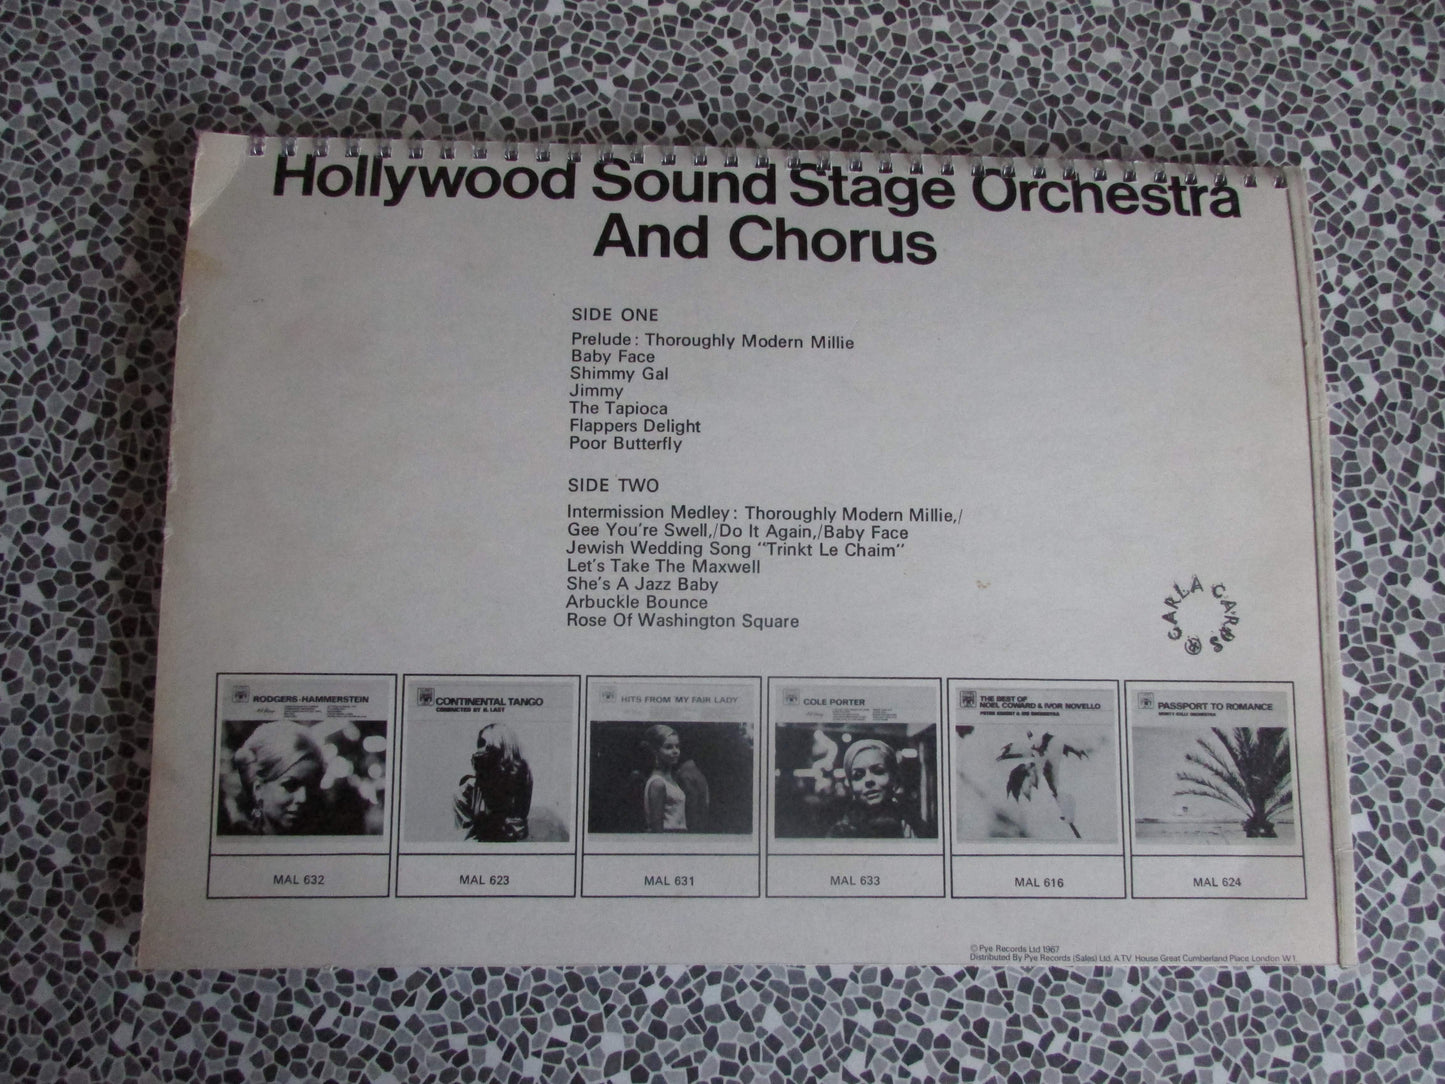 Hollywood Sound Stage Orchestra
And Chorus
SIDE ONE
Prelude: Thoroughly Modern Millie
Baby Face
Shimmy Gal
Jimmy
The Tapioca
Flappers Delight
Poor Butterfly
SIDE TWO
Intermission Medley: Thoroughly Modern Millie,/
Gee You're Swell,/Do It Again,/Baby Face
Jewish Wedding Song "Trinkt Le Chaim"
Let's Take The Maxwell
She's A Jazz Baby
Arbuckle Bounce
Rose Of Washington Square
CARLA CARDS ®
RODGERS-HAMMERSTEIN
CONTINENTAL TANGO
CONDUCTED BY B. LAST
HITS FROM 'MY FAIR LADY'
COLE PORTER
THE BEST OF
NOEL COWARD & IVOR NOVELLO
PASSPORT TO ROMANCE
MAL 632
MAL 623
MAL 631
MAL 633
MAL 616
MAL 624
© Pye Records Ltd 1967
Distributed By Pye Records (Sales) Ltd. A.T.V. House Great Cumberland Place London W1.